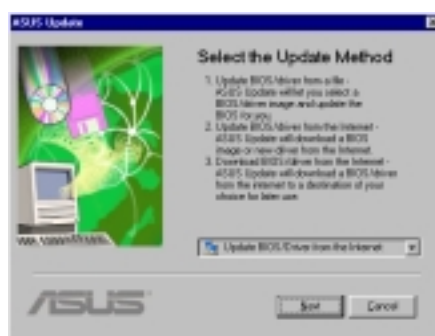 ASUS Update
Select the Update Method
1. Update BIOS/driver from a file -
ASUS Update will let you select a
BIOS/driver image and update the
BIOS for you.
2. Update BIOS/driver from the Internet -
ASUS Update will download a BIOS
image or new driver from the Internet.
3. Download BIOS/driver from the Internet -
ASUS Update will download a BIOS/driver
from the internet to a destination of your
choice for later use.
Update BIOS/Driver from the Internet
ASUS
Next
Cancel